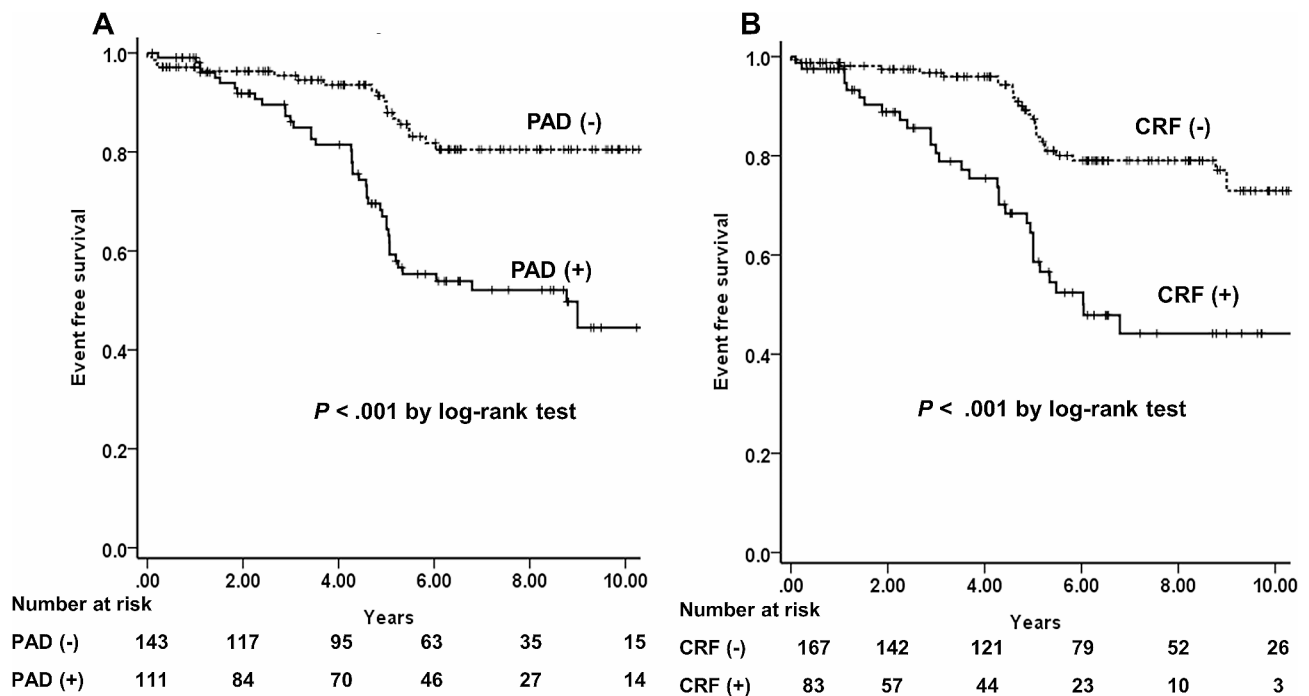 A
1.0
0.8
0.6
0.4
0.2
0.0
Event free survival
PAD (-)
PAD (+)
P < .001 by log-rank test
.00 2.00 4.00 6.00 8.00 10.00
Years
Number at risk
PAD (-) 143 117 95 63 35 15
PAD (+) 111 84 70 46 27 14
B
1.0
0.8
0.6
0.4
0.2
0.0
Event free survival
CRF (-)
CRF (+)
P < .001 by log-rank test
.00 2.00 4.00 6.00 8.00 10.00
Years
Number at risk
CRF (-) 167 142 121 79 52 26
CRF (+) 83 57 44 23 10 3